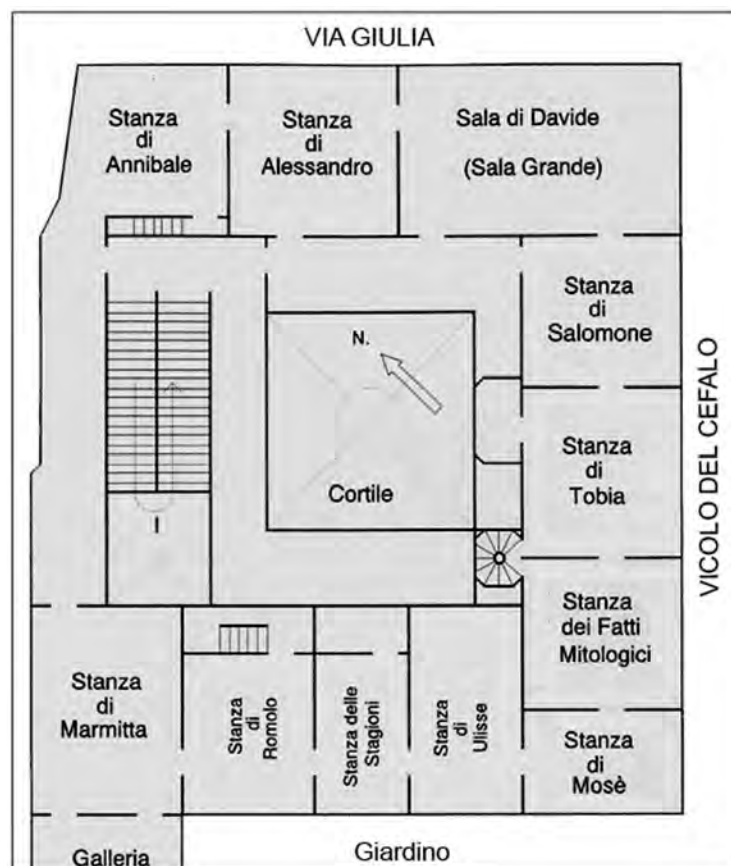 VIA GIULIA
Stanza
di
Annibale
Stanza
di
Alessandro
Sala di Davide
(Sala Grande)
Stanza
di
Salomone
N.
Cortile
Stanza
di
Tobia
VICOLO DEL CEFALO
Stanza
dei Fatti
Mitologici
Stanza
di
Marmitta
Stanza
di
Romolo
Stanza delle
Stagioni
Stanza
di
Ulisse
Stanza
di
Mosè
Galleria
Giardino